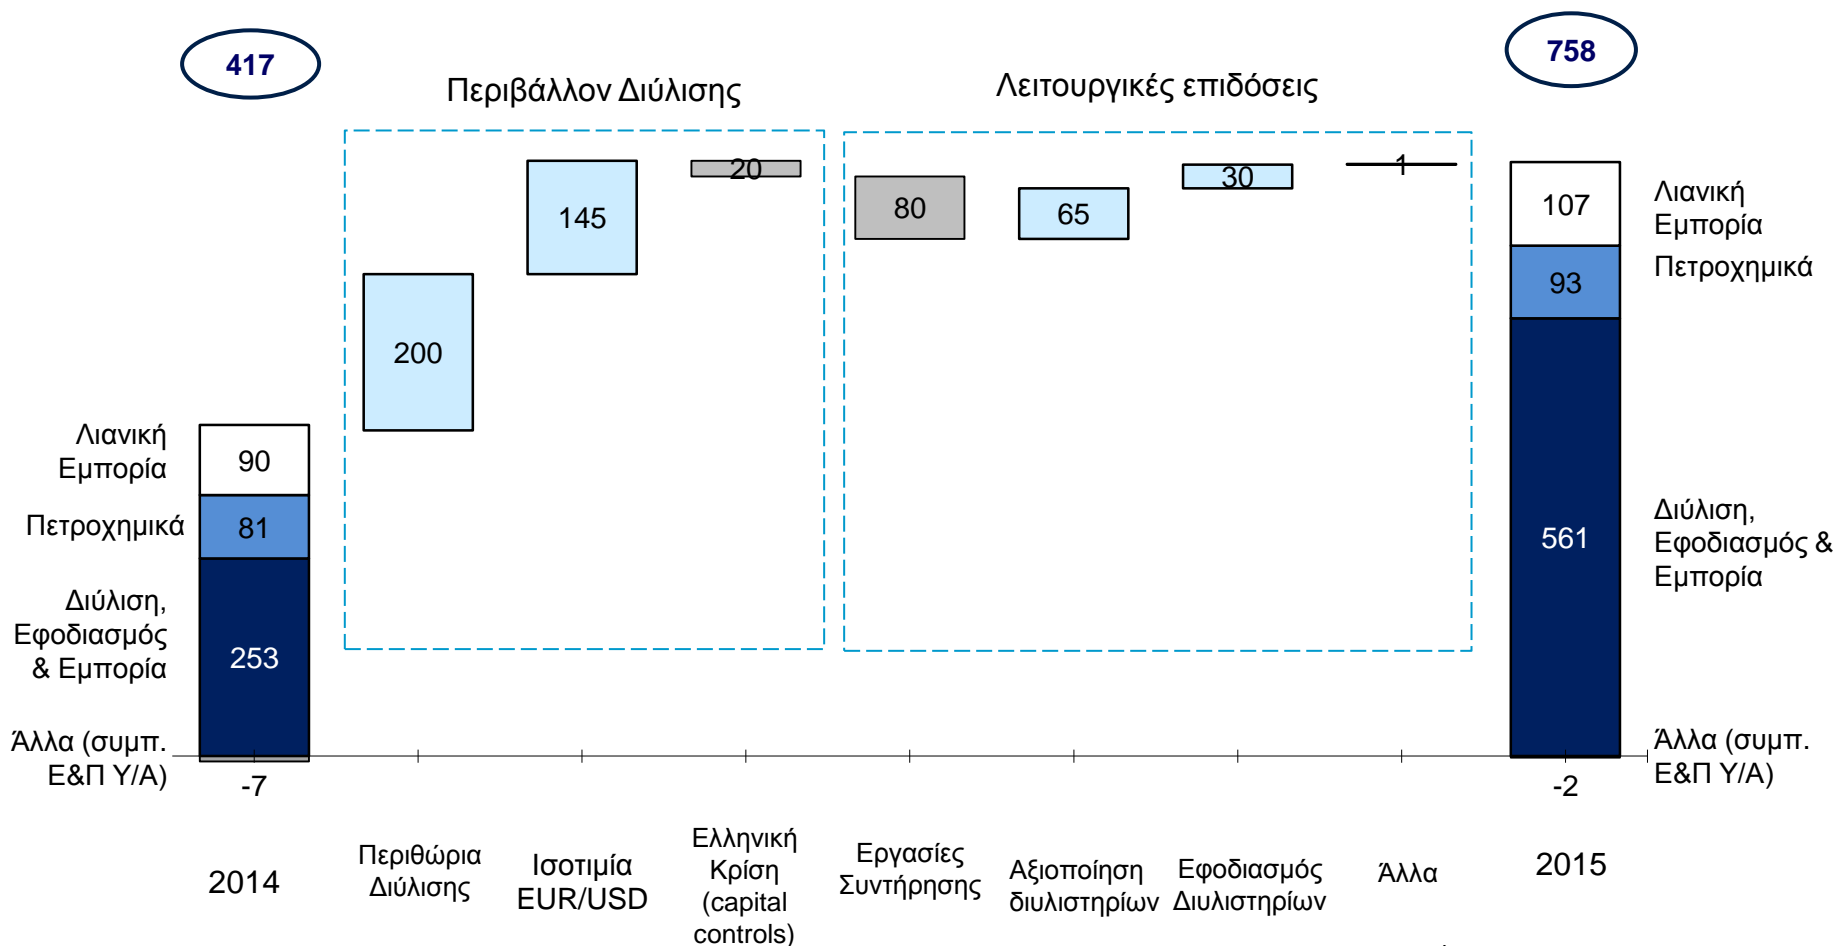 417
758
Περιβάλλον Διύλισης
Λειτουργικές επιδόσεις
20
1
30
145
80
65
200
107
93
561
-2
Λιανική
Εμπορία
Πετροχημικά
Διύλιση,
Εφοδιασμός &
Εμπορία
Άλλα (συμπ.
Ε&Π Υ/Α)
Λιανική
Εμπορία
Πετροχημικά
Διύλιση,
Εφοδιασμός
& Εμπορία
Άλλα (συμπ.
Ε&Π Υ/Α)
90
81
253
-7
2014
Περιθώρια
Διύλισης
Ισοτιμία
EUR/USD
Ελληνική
Κρίση
(capital
controls)
Εργασίες
Συντήρησης
Αξιοποίηση
διυλιστηρίων
Εφοδιασμός
Διυλιστηρίων
Άλλα
2015